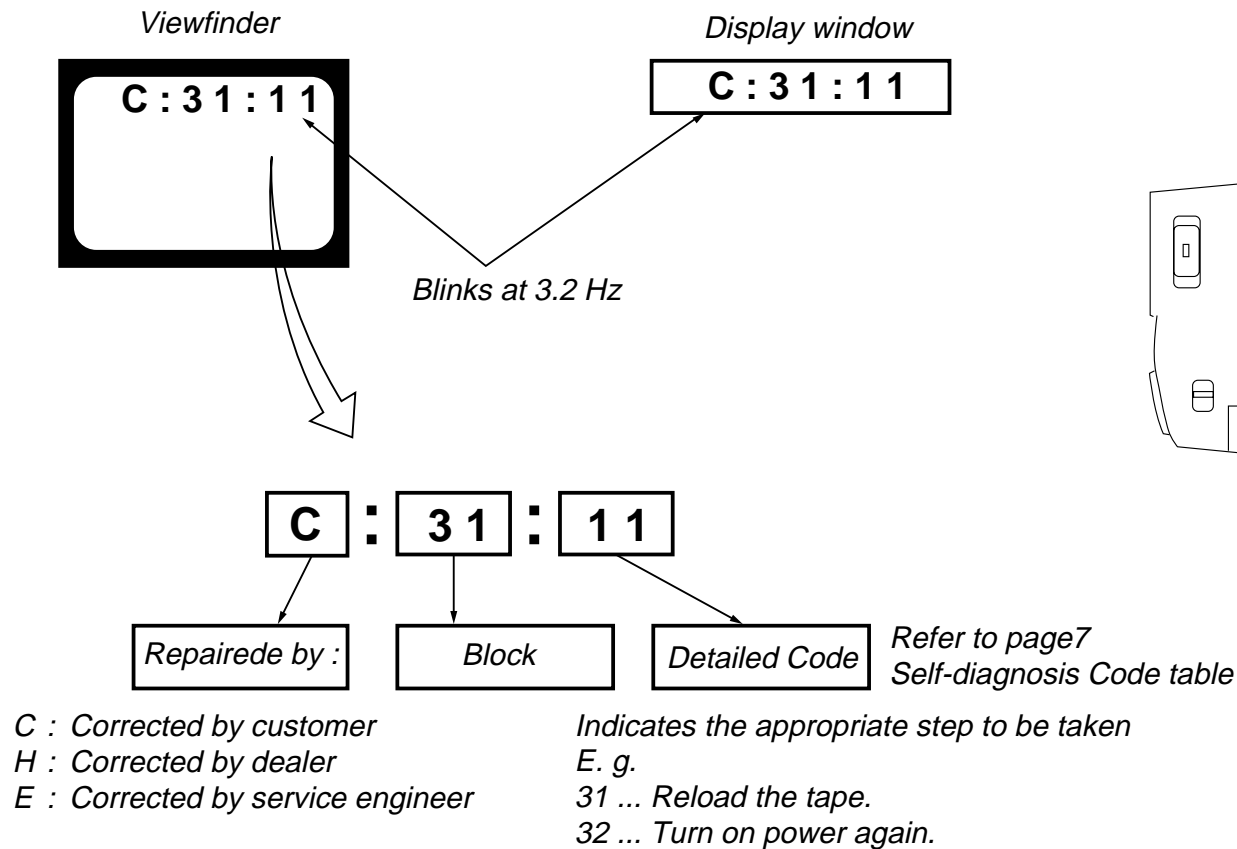 Viewfinder
Display window
C : 3 1 : 1 1
C : 3 1 : 1 1
Blinks at 3.2 Hz
C : 3 1 : 1 1
Repairede by :
Block
Detailed Code
Refer to page7
Self-diagnosis Code table
C : Corrected by customer
H : Corrected by dealer
E : Corrected by service engineer
Indicates the appropriate step to be taken
E. g.
31 ... Reload the tape.
32 ... Turn on power again.